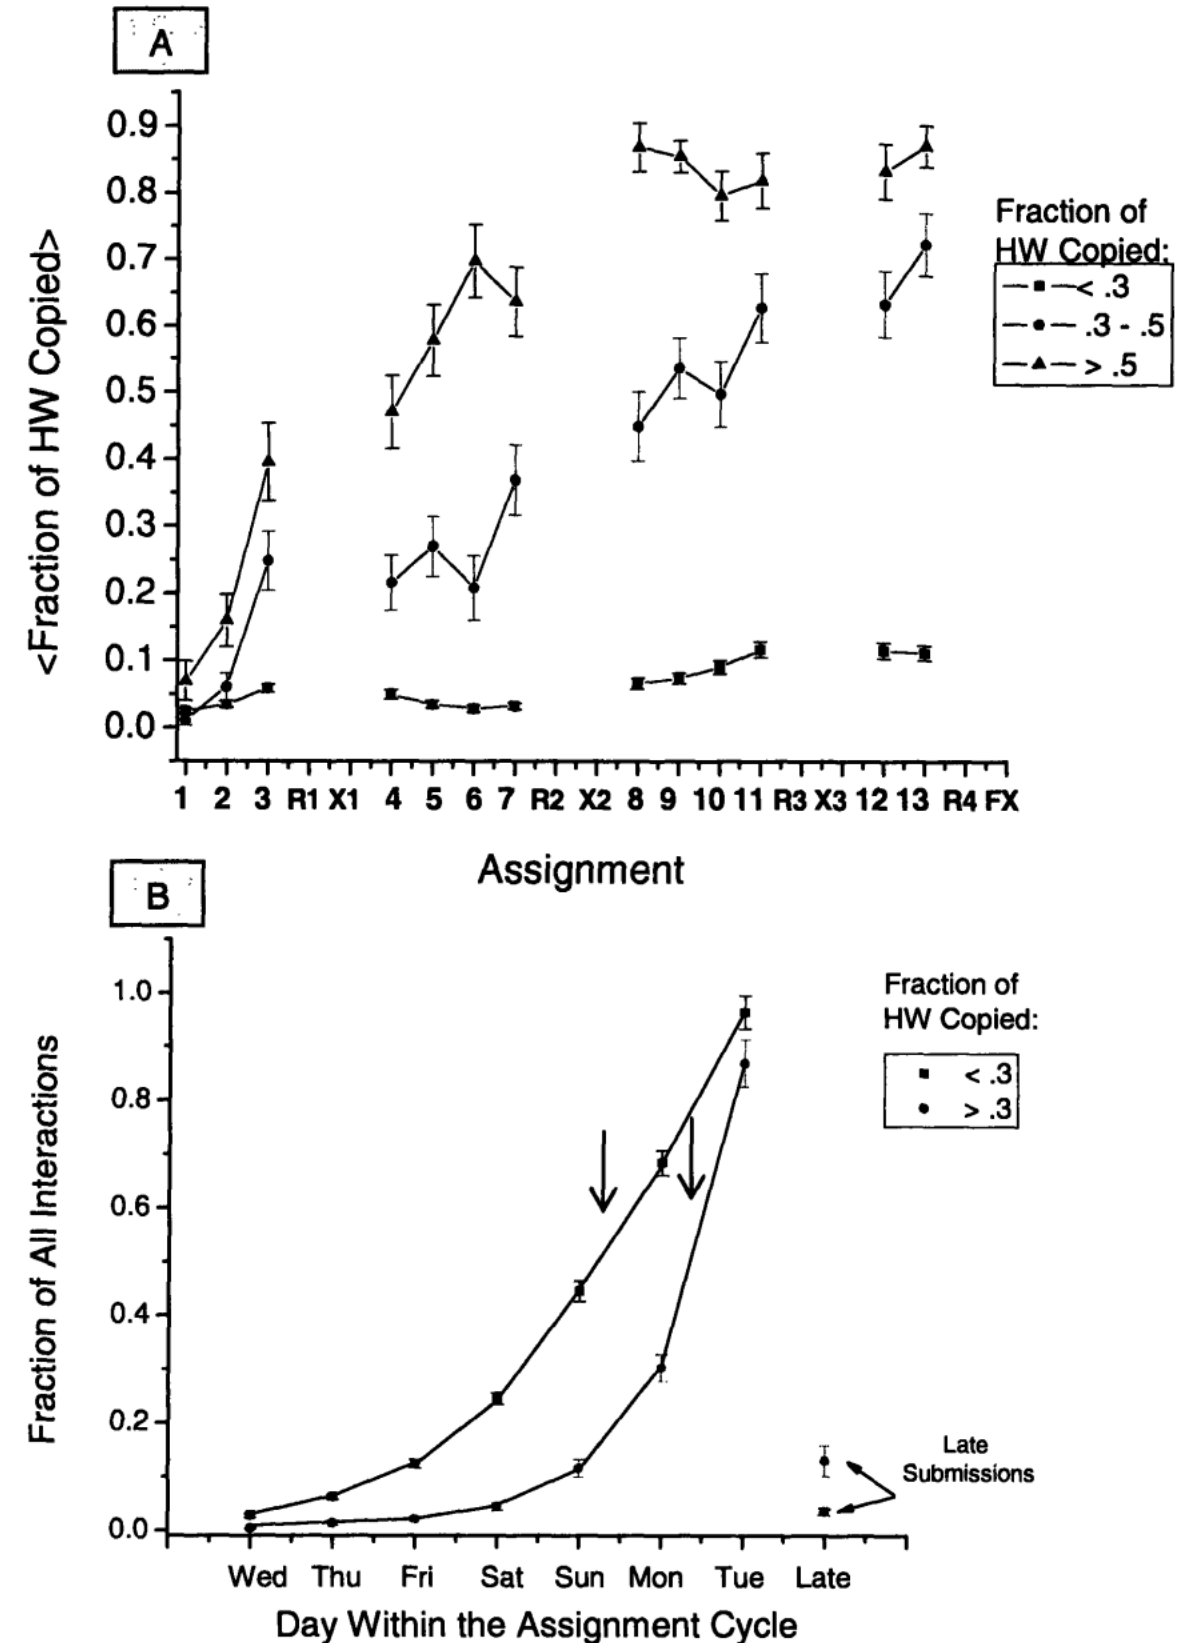 A
0.9
0.8
0.7
0.6
0.5
0.4
0.3
0.2
0.1
0.0
<Fraction of HW Copied>
Fraction of
HW Copied:
< .3
.3 - .5
> .5
1 2 3 R1 X1 4 5 6 7 R2 X2 8 9 10 11 R3 X3 12 13 R4 FX
Assignment
B
1.0
0.8
0.6
0.4
0.2
0.0
Fraction of All Interactions
Fraction of
HW Copied:
< .3
> .3
Late
Submissions
Wed Thu Fri Sat Sun Mon Tue Late
Day Within the Assignment Cycle